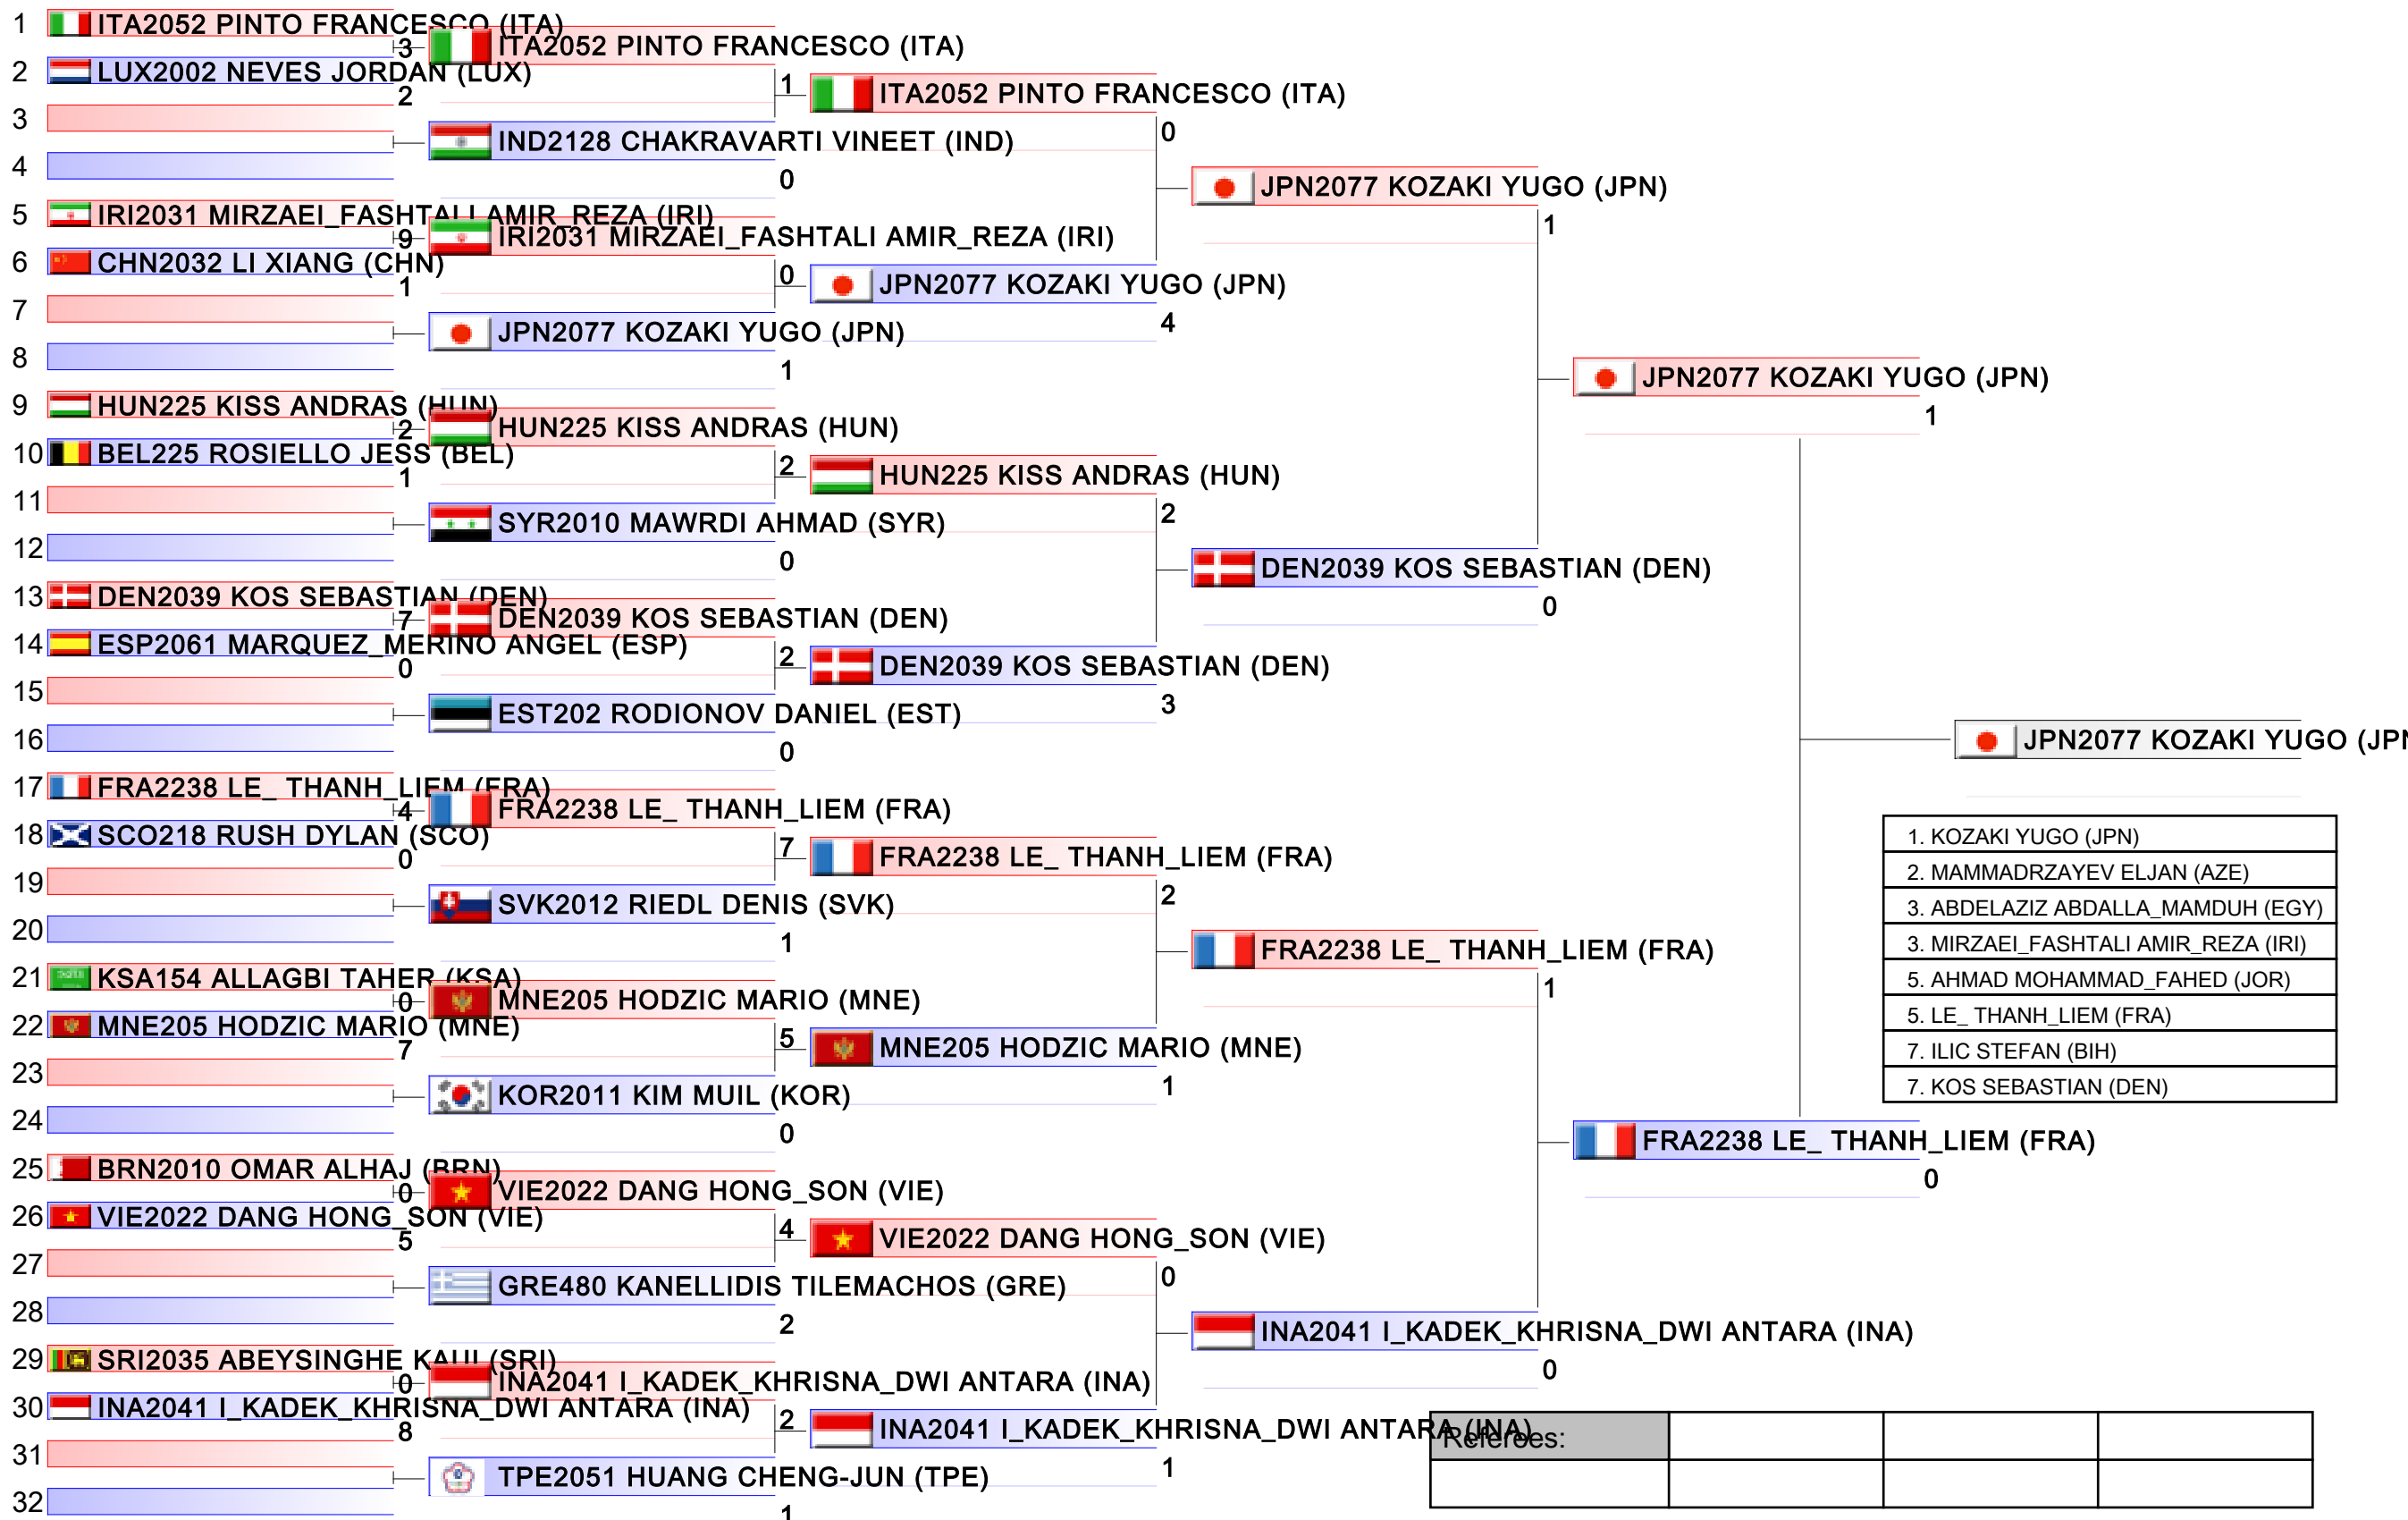 1 ITA2052 PINTO FRANCESCO (ITA)
3
2 LUX2002 NEVES JORDAN (LUX)
2
3
4
5 IRI2031 MIRZAEI_FASHTALI AMIR_REZA (IRI)
9
6 CHN2032 LI XIANG (CHN)
1
7
8
9 HUN225 KISS ANDRAS (HUN)
2
10 BEL225 ROSIELLO JESS (BEL)
1
11
12
13 DEN2039 KOS SEBASTIAN (DEN)
7
14 ESP2061 MARQUEZ_MERINO ANGEL (ESP)
0
15
16
17 FRA2238 LE_ THANH_LIEM (FRA)
4
18 SCO218 RUSH DYLAN (SCO)
0
19
20
21 KSA154 ALLAGBI TAHER (KSA)
0
22 MNE205 HODZIC MARIO (MNE)
7
23
24
25 BRN2010 OMAR ALHAJ (BRN)
0
26 VIE2022 DANG HONG_SON (VIE)
5
27
28
29 SRI2035 ABEYSINGHE (SRI)
0
30 INA2041 I_KADEK_KHRISNA_DWI ANTARA (INA)
8
31
32
ITA2052 PINTO FRANCESCO (ITA)
1
IND2128 CHAKRAVARTI VINEET (IND)
0
IRI2031 MIRZAEI_FASHTALI AMIR_REZA (IRI)
0
JPN2077 KOZAKI YUGO (JPN)
1
HUN225 KISS ANDRAS (HUN)
2
SYR2010 MAWRDI AHMAD (SYR)
0
DEN2039 KOS SEBASTIAN (DEN)
2
EST202 RODIONOV DANIEL (EST)
0
FRA2238 LE_ THANH_LIEM (FRA)
7
SVK2012 RIEDL DENIS (SVK)
1
MNE205 HODZIC MARIO (MNE)
5
KOR2011 KIM MUIL (KOR)
0
VIE2022 DANG HONG_SON (VIE)
4
GRE480 KANELLIDIS TILEMACHOS (GRE)
2
INA2041 I_KADEK_KHRISNA_DWI ANTARA (INA)
2
TPE2051 HUANG CHENG-JUN (TPE)
1
ITA2052 PINTO FRANCESCO (ITA)
0
JPN2077 KOZAKI YUGO (JPN)
4
HUN225 KISS ANDRAS (HUN)
2
DEN2039 KOS SEBASTIAN (DEN)
3
FRA2238 LE_ THANH_LIEM (FRA)
2
MNE205 HODZIC MARIO (MNE)
1
VIE2022 DANG HONG_SON (VIE)
0
INA2041 I_KADEK_KHRISNA_DWI ANTARA (INA)
1
JPN2077 KOZAKI YUGO (JPN)
1
DEN2039 KOS SEBASTIAN (DEN)
0
FRA2238 LE_ THANH_LIEM (FRA)
1
INA2041 I_KADEK_KHRISNA_DWI ANTARA (INA)
0
JPN2077 KOZAKI YUGO (JPN)
1
FRA2238 LE_ THANH_LIEM (FRA)
0
JPN2077 KOZAKI YUGO (JPN
1. KOZAKI YUGO (JPN)
2. MAMMADRZAYEV ELJAN (AZE)
3. ABDELAZIZ ABDALLA_MAMDUH (EGY)
3. MIRZAEI_FASHTALI AMIR_REZA (IRI)
5. AHMAD MOHAMMAD_FAHED (JOR)
5. LE_ THANH_LIEM (FRA)
7. ILIC STEFAN (BIH)
7. KOS SEBASTIAN (DEN)
Referees: